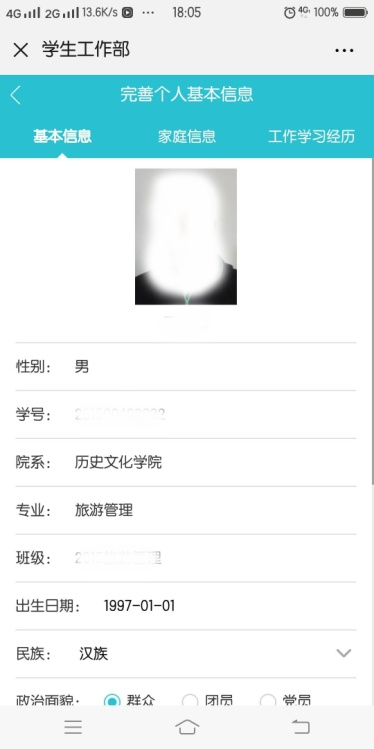 4G 2G 13.6K/s ... 18:05 4G 100%
× 学生工作部 ...
完善个人基本信息
基本信息 家庭信息 工作学习经历
性别： 男
学号：
院系： 历史文化学院
专业： 旅游管理
班级：
出生日期： 1997-01-01
民族： 汉族
政治面貌： 群众 团员 党员